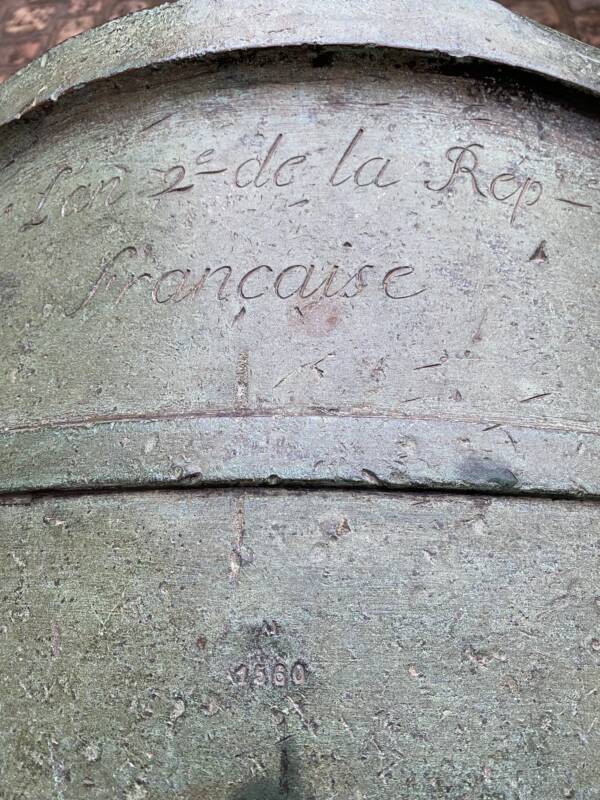 L'an 2e de la Rép-
française
N
1560